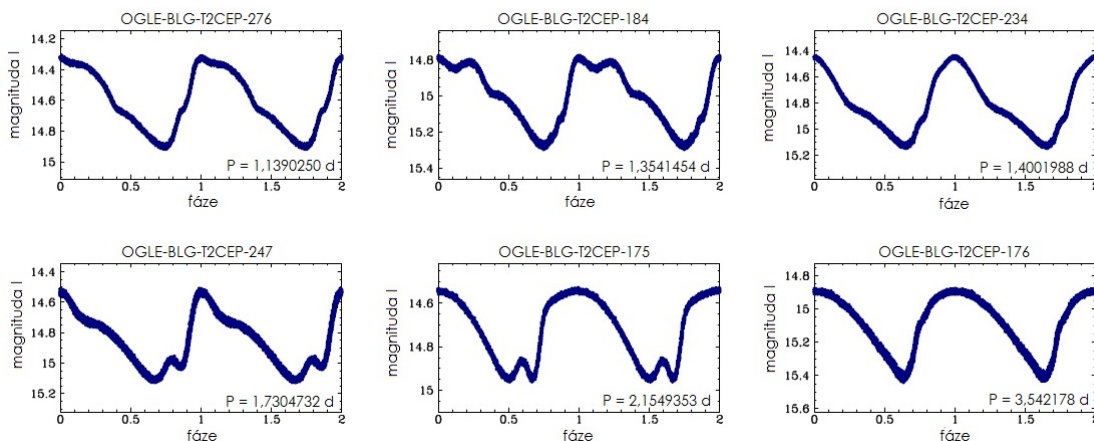 OGLE-BLG-T2CEP-276
magnituda I
14.2
14.4
14.6
14.8
15
P = 1,1390250 d
0 0.5 1 1.5 2
fáze
OGLE-BLG-T2CEP-184
magnituda I
14.8
15
15.2
15.4
P = 1,3541454 d
0 0.5 1 1.5 2
fáze
OGLE-BLG-T2CEP-234
magnituda I
14.4
14.6
14.8
15
15.2
P = 1,4001988 d
0 0.5 1 1.5 2
fáze
OGLE-BLG-T2CEP-247
magnituda I
14.4
14.6
14.8
15
15.2
P = 1,7304732 d
0 0.5 1 1.5 2
fáze
OGLE-BLG-T2CEP-175
magnituda I
14.6
14.8
15
P = 2,1549353 d
0 0.5 1 1.5 2
fáze
OGLE-BLG-T2CEP-176
magnituda I
14.8
15
15.2
15.4
15.6
P = 3,542178 d
0 0.5 1 1.5 2
fáze